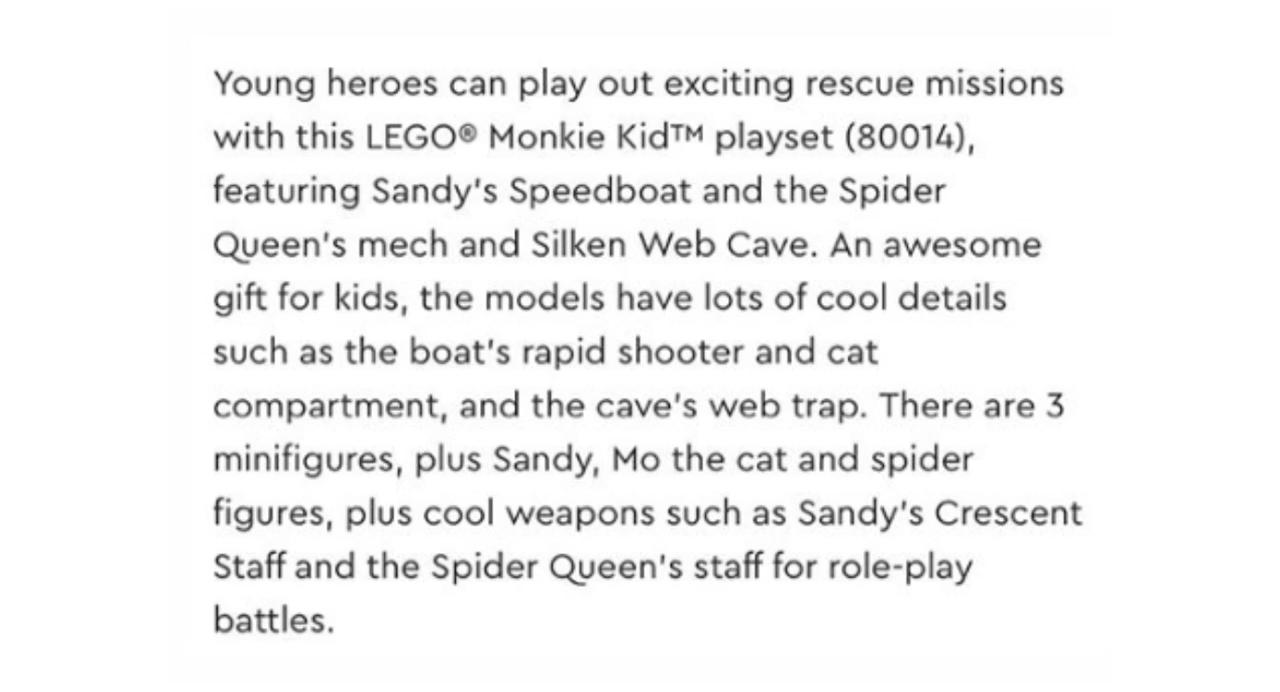 Young heroes can play out exciting rescue missions
with this LEGO® Monkie Kid™ playset (80014),
featuring Sandy's Speedboat and the Spider
Queen's mech and Silken Web Cave. An awesome
gift for kids, the models have lots of cool details
such as the boat's rapid shooter and cat
compartment, and the cave's web trap. There are 3
minifigures, plus Sandy, Mo the cat and spider
figures, plus cool weapons such as Sandy's Crescent
Staff and the Spider Queen's staff for role-play
battles.